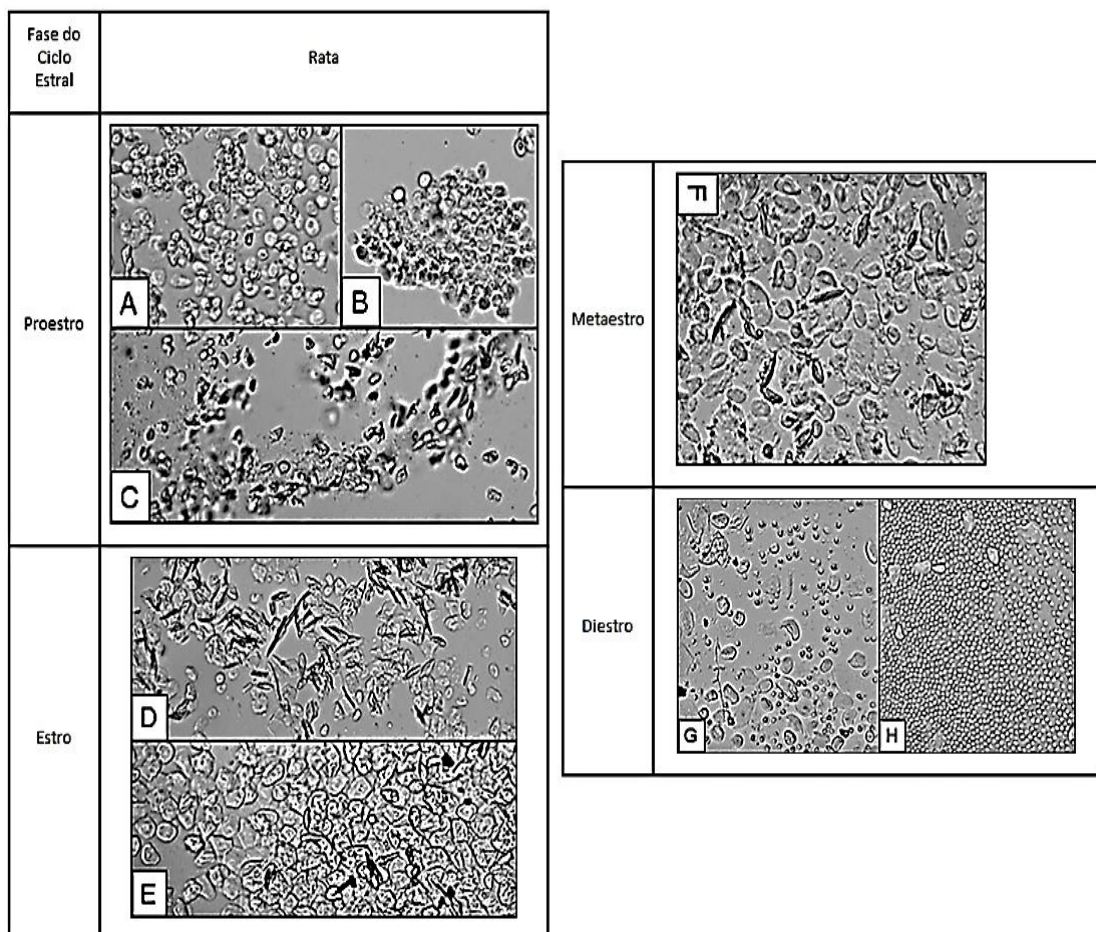 Fase do
Ciclo
Estral
Rata
Proestro
A
B
C
Estro
D
E
Metaestro
F
Diestro
G
H